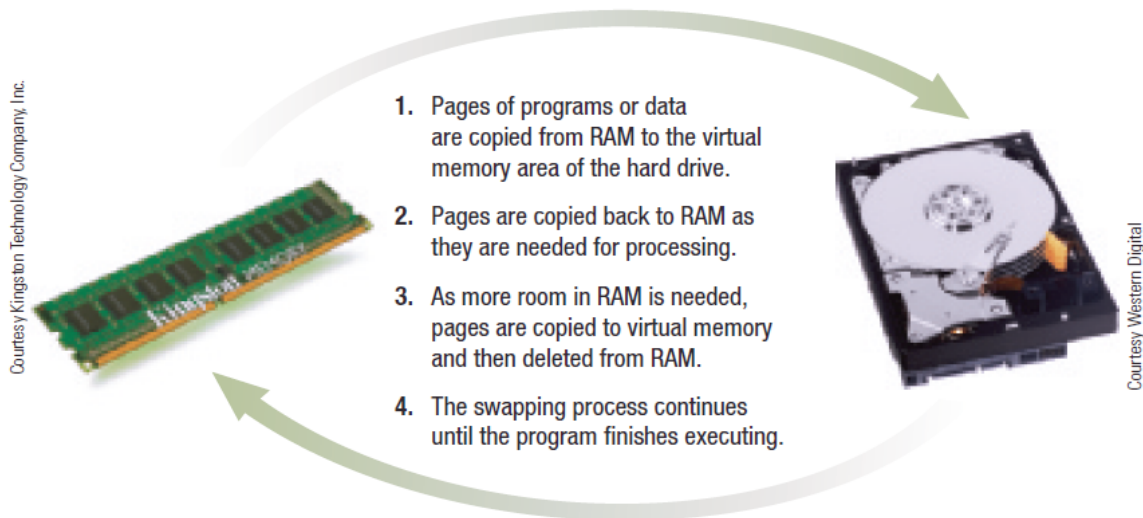 Courtesy Kingston Technology Company, Inc.
1. Pages of programs or data
are copied from RAM to the virtual
memory area of the hard drive.
2. Pages are copied back to RAM as
they are needed for processing.
3. As more room in RAM is needed,
pages are copied to virtual memory
and then deleted from RAM.
4. The swapping process continues
until the program finishes executing.
Kingston
Courtesy Western Digital